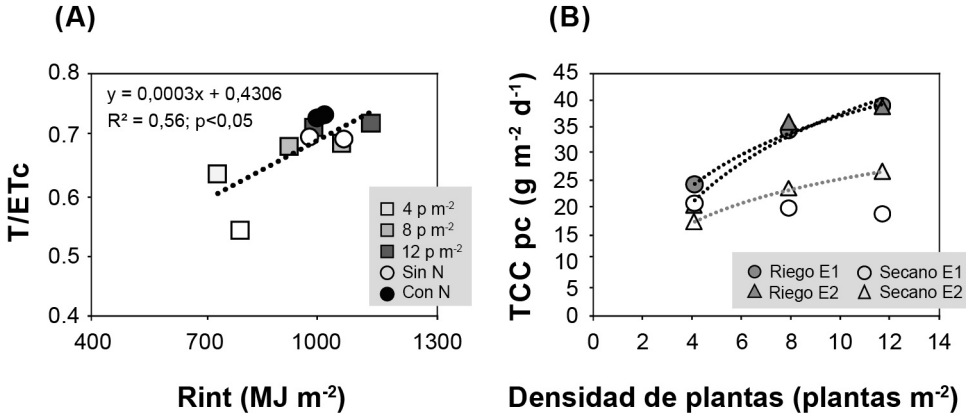 (A)
y = 0,0003x + 0,4306
R² = 0,56; p<0,05
T/ETc
0.8
0.7
0.6
0.5
0.4
400 700 1000 1300
Rint (MJ m-2)
4 p m-2
8 p m-2
12 p m-2
Sin N
Con N
(B)
TCC pc (g m-2 d-1)
45
40
35
30
25
20
15
10
5
0
0 2 4 6 8 10 12 14
Densidad de plantas (plantas m-2)
Riego E1 Secano E1
Riego E2 Secano E2